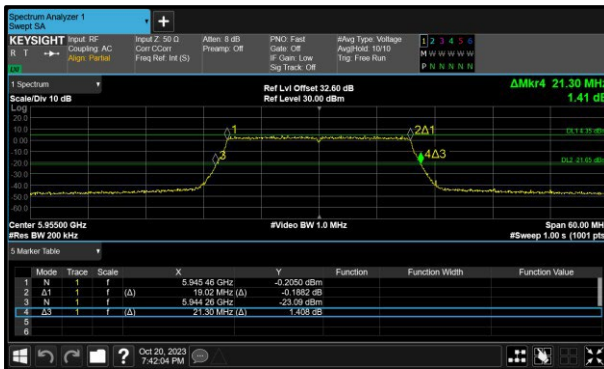 Spectrum Analyzer 1
Swept SA
+
KEYSIGHT
R T
Input: RF
Coupling: AC
Align: Partial
Input Z: 50 Ω
Corr CCorr
Freq Ref: Int (S)
Atten: 8 dB
Preamp: Off
PNO: Fast
Gate: Off
IF Gain: Low
Sig Track: Off
#Avg Type: Voltage
Avg|Hold: 10/10
Trig: Free Run
1 2 3 4 5 6
M W W W W W
P N N N N N
1 Spectrum
Scale/Div 10 dB
Ref Lvl Offset 32.60 dB
Ref Level 30.00 dBm
ΔMkr4 21.30 MHz
1.41 dB
Log
20.0
10.0
0.00
-10.0
-20.0
-30.0
-40.0
-50.0
-60.0
1
2Δ1
3
4Δ3
DL1 4.35 dBm
DL2 -21.65 dBm
Center 5.95500 GHz
#Res BW 200 kHz
#Video BW 1.0 MHz
Span 60.00 MHz
#Sweep 1.00 s (1001 pts)
5 Marker Table
Mode Trace Scale X Y Function Function Width Function Value
1 N 1 f 5.945 46 GHz -0.2050 dBm
2 Δ1 1 f (Δ) 19.02 MHz (Δ) -0.1882 dB
3 N 1 f 5.944 26 GHz -23.09 dBm
4 Δ3 1 f (Δ) 21.30 MHz (Δ) 1.408 dB
5
6
?
Oct 20, 2023
7:42:04 PM